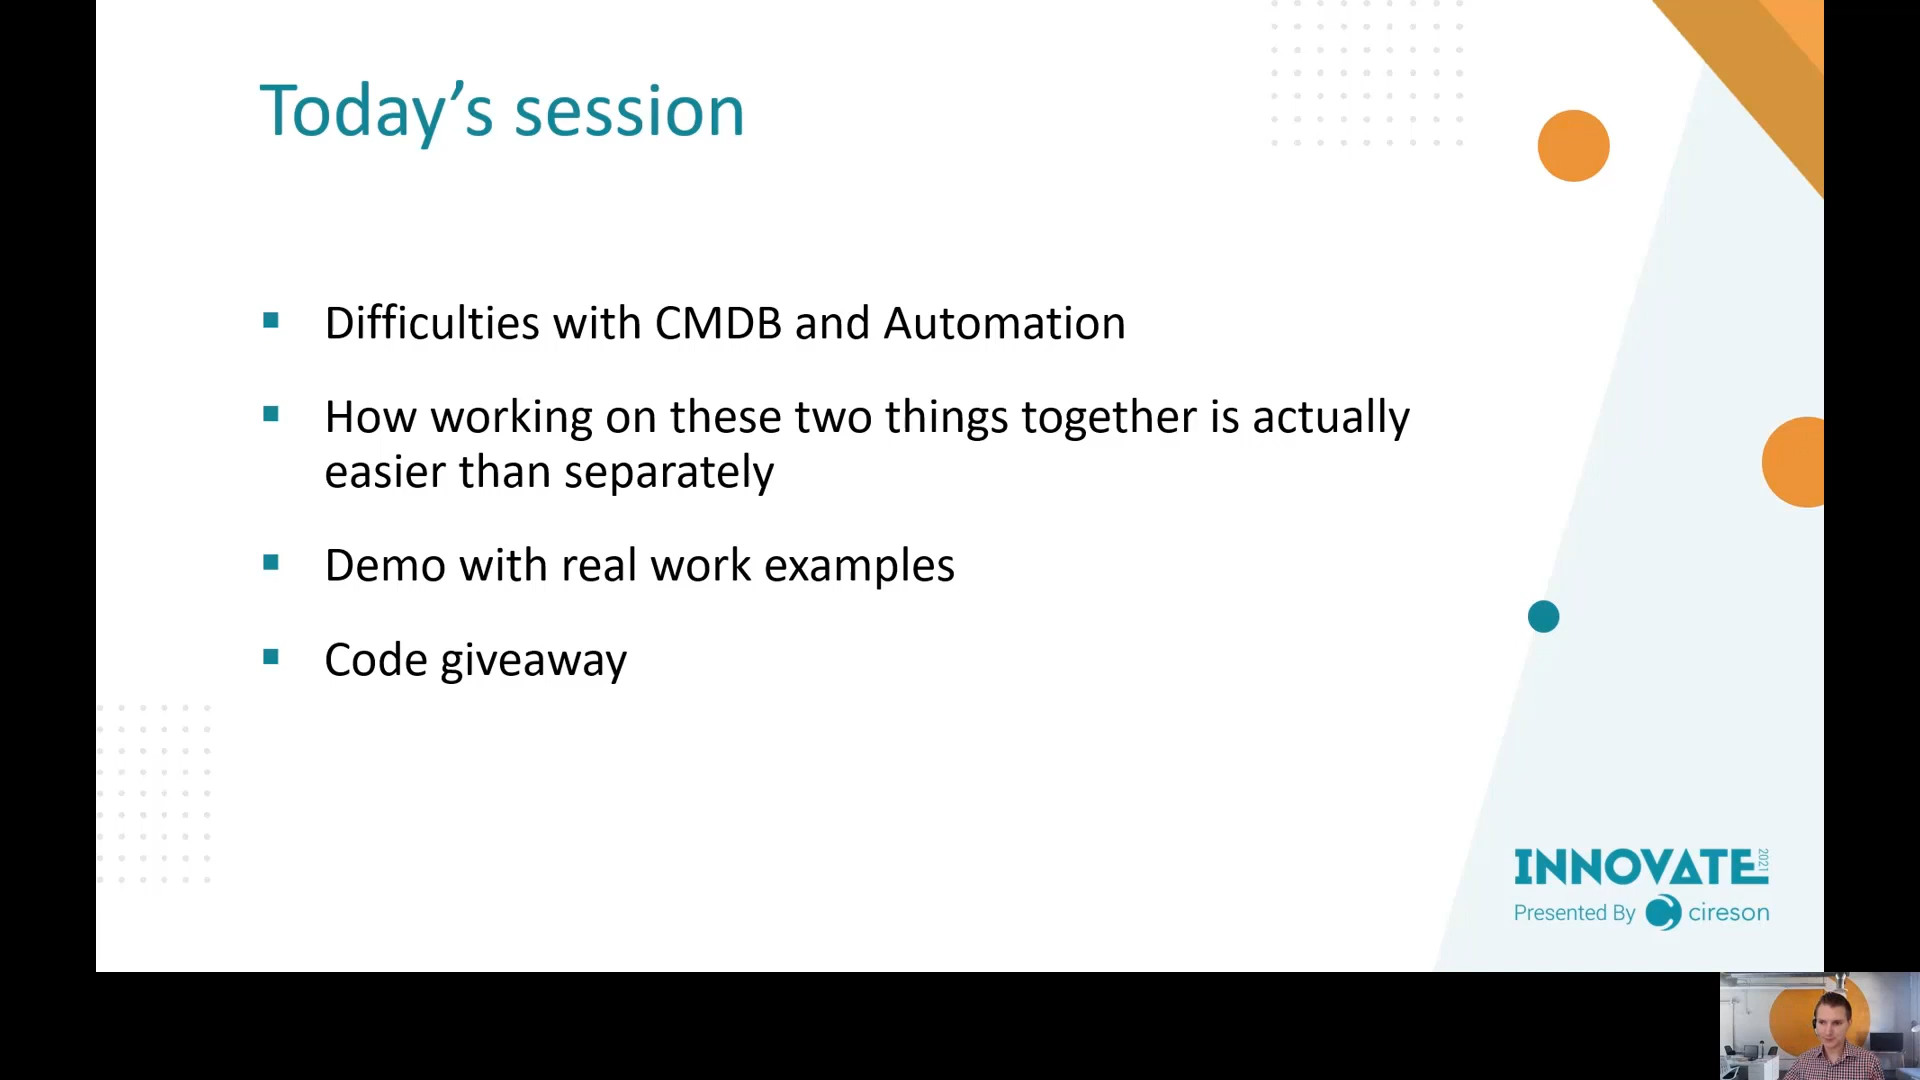 Today’s session
▪ Difficulties with CMDB and Automation
▪ How working on these two things together is actually
easier than separately
▪ Demo with real work examples
▪ Code giveaway
INNOVATE 2021
Presented By cireson